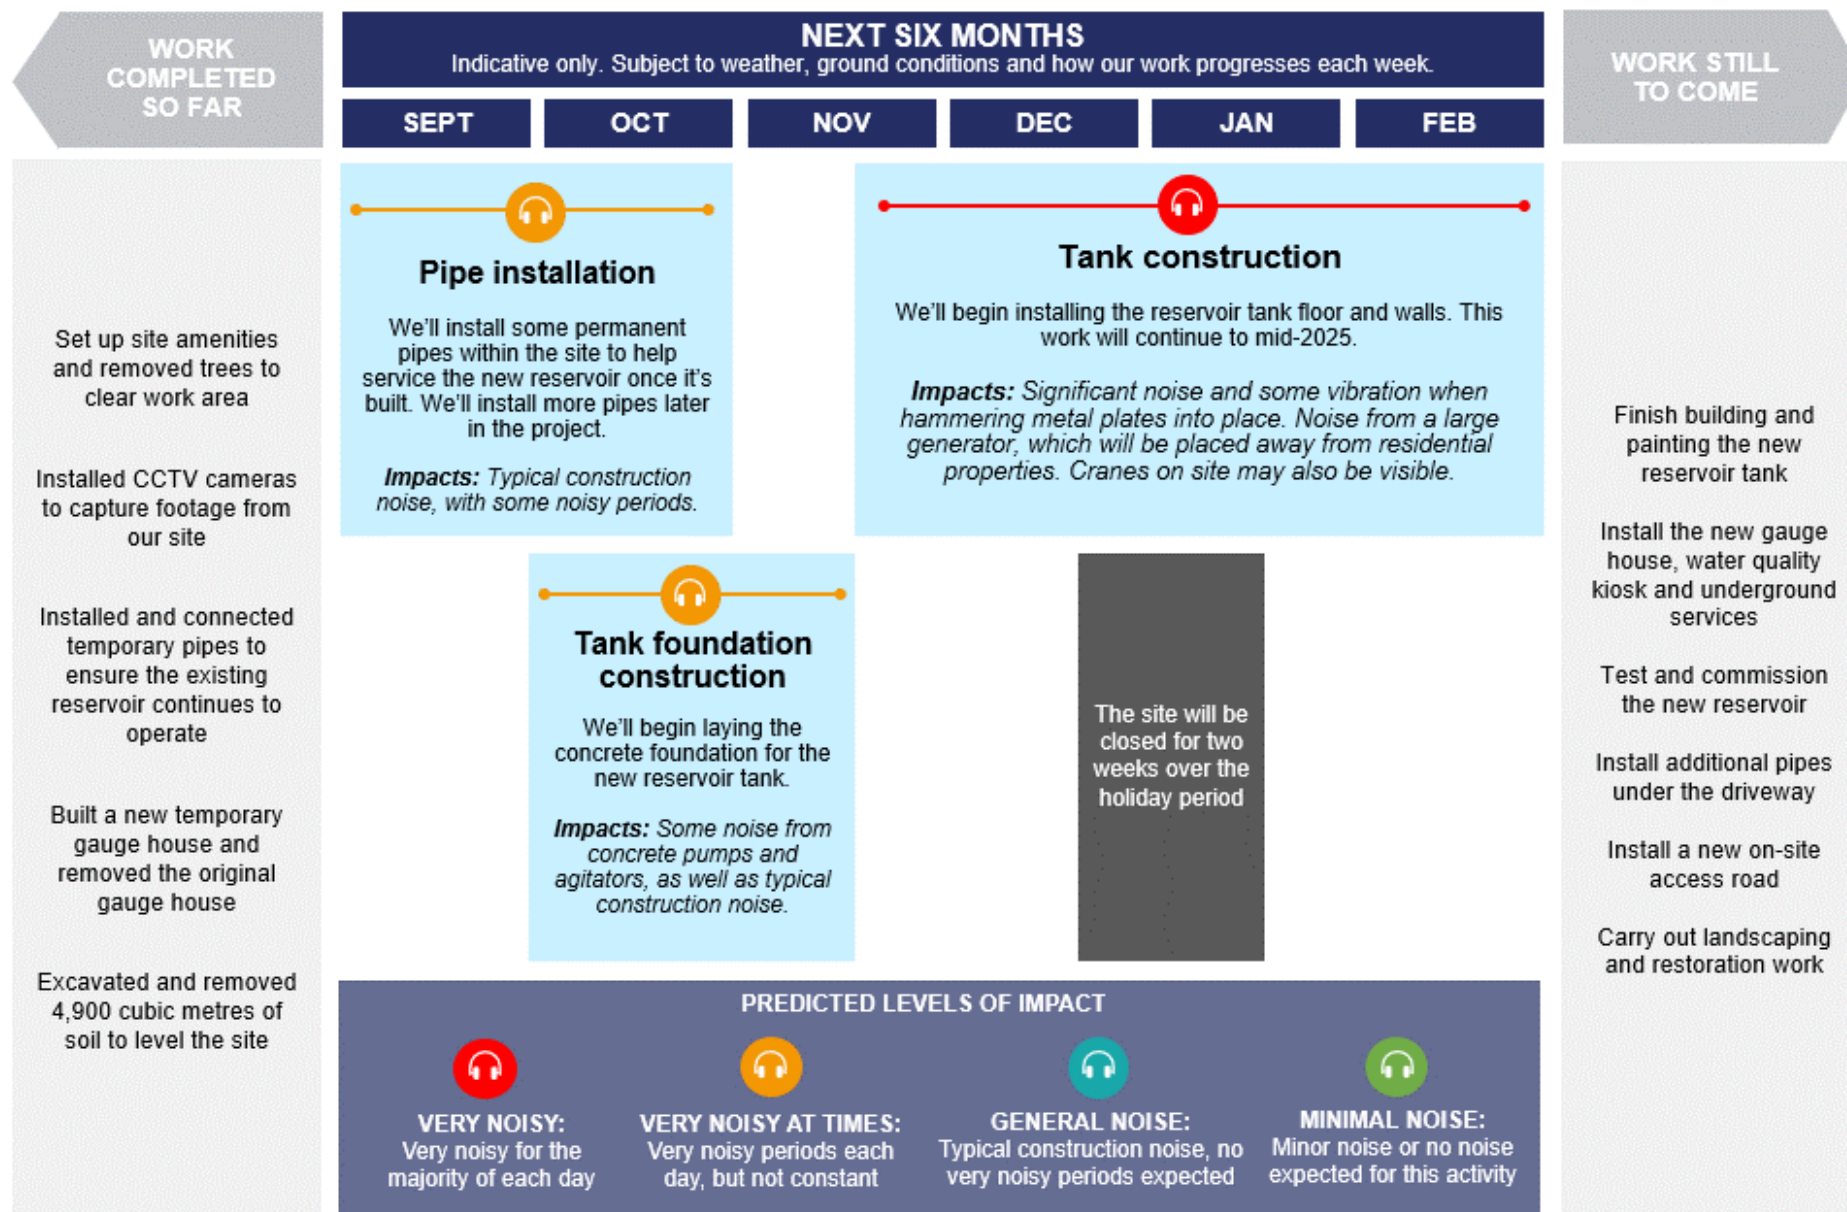 WORK
COMPLETED
SO FAR
NEXT SIX MONTHS
Indicative only. Subject to weather, ground conditions and how our work progresses each week.
SEPT
OCT
NOV
DEC
JAN
FEB
WORK STILL
TO COME
Set up site amenities
and removed trees to
clear work area
Installed CCTV cameras
to capture footage from
our site
Installed and connected
temporary pipes to
ensure the existing
reservoir continues to
operate
Built a new temporary
gauge house and
removed the original
gauge house
Excavated and removed
4,900 cubic metres of
soil to level the site
Pipe installation
We'll install some permanent
pipes within the site to help
service the new reservoir once it's
built. We'll install more pipes later
in the project.
Impacts: Typical construction
noise, with some noisy periods.
Tank construction
We'll begin installing the reservoir tank floor and walls. This
work will continue to mid-2025.
Impacts: Significant noise and some vibration when
hammering metal plates into place. Noise from a large
generator, which will be placed away from residential
properties. Cranes on site may also be visible.
Tank foundation
construction
We'll begin laying the
concrete foundation for the
new reservoir tank.
Impacts: Some noise from
concrete pumps and
agitators, as well as typical
construction noise.
The site will be
closed for two
weeks over the
holiday period
Finish building and
painting the new
reservoir tank
Install the new gauge
house, water quality
kiosk and underground
services
Test and commission
the new reservoir
Install additional pipes
under the driveway
Install a new on-site
access road
Carry out landscaping
and restoration work
PREDICTED LEVELS OF IMPACT
VERY NOISY:
Very noisy for the
majority of each day
VERY NOISY AT TIMES:
Very noisy periods each
day, but not constant
GENERAL NOISE:
Typical construction noise, no
very noisy periods expected
MINIMAL NOISE:
Minor noise or no noise
expected for this activity